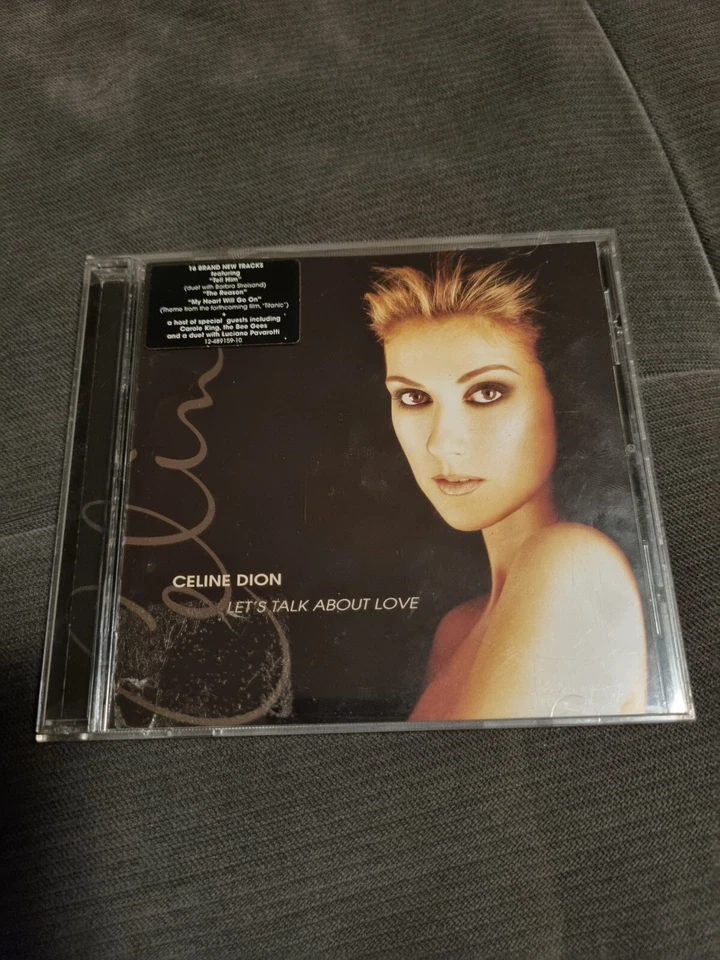 16 BRAND NEW TRACKS
featuring
"Tell Him"
(duet with Barbra Streisand)
"The Reason"
"My Heart Will Go On"
(Theme from the forthcoming film, "Titanic")
a host of special guests including
Carole King, the Bee Gees
and a duet with Luciano Pavarotti
12-489159-10
Celine
CELINE DION
LET'S TALK ABOUT LOVE